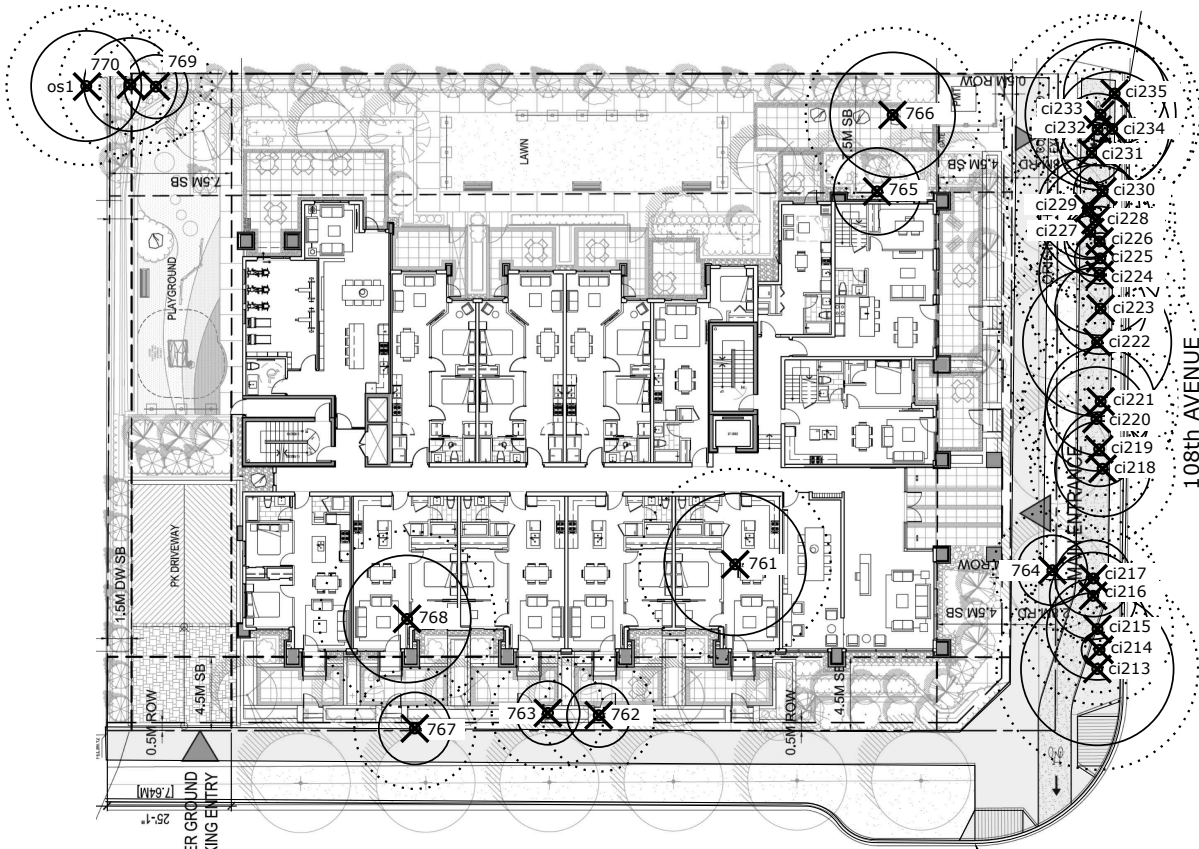 770
769
os1
766
765
LAWN
7.5M SB
PLAYGROUND
0.5M ROW
PMT
4.5M SB
ci235
ci233
ci232
ci234
ci231
ci230
ci229
ci228
ci227
ci226
ci225
ci224
ci223
ci222
ci221
ci220
ci219
ci218
108th AVENUE
MAIN ENTRANCE
764
ci217
ci216
ci215
ci214
ci213
4.5M SB
761
768
763
762
767
PK DRIVEWAY
1.5M DW SB
4.5M SB
0.5M ROW
0.5M ROW
4.5M SB
[7.64M]
25'-1"
ER GROUND
KING ENTRY